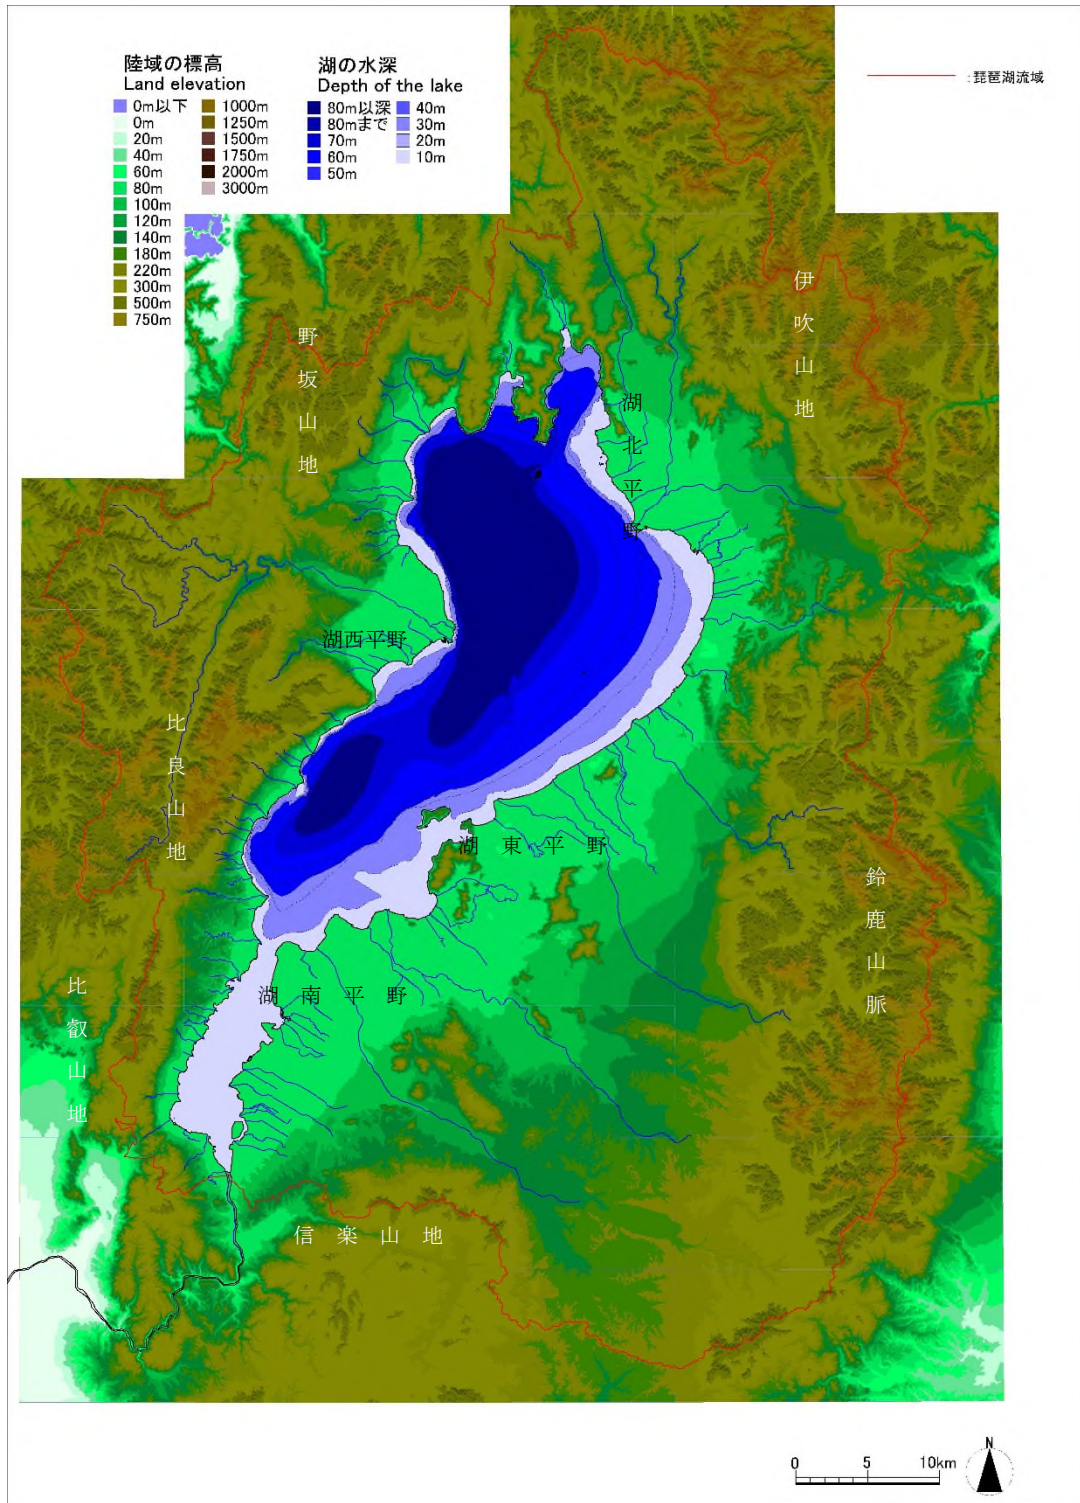 陸域の標高
Land elevation
0m以下
0m
20m
40m
60m
80m
100m
120m
140m
180m
220m
300m
500m
750m
1000m
1250m
1500m
1750m
2000m
3000m
湖の水深
Depth of the lake
80m以深
80mまで
70m
60m
50m
40m
30m
20m
10m
:琵琶湖流域
伊吹山地
野坂山地
湖北平野
湖西平野
比良山地
湖東平野
鈴鹿山脈
比叡山地
湖南平野
信楽山地
0 5 10km
N